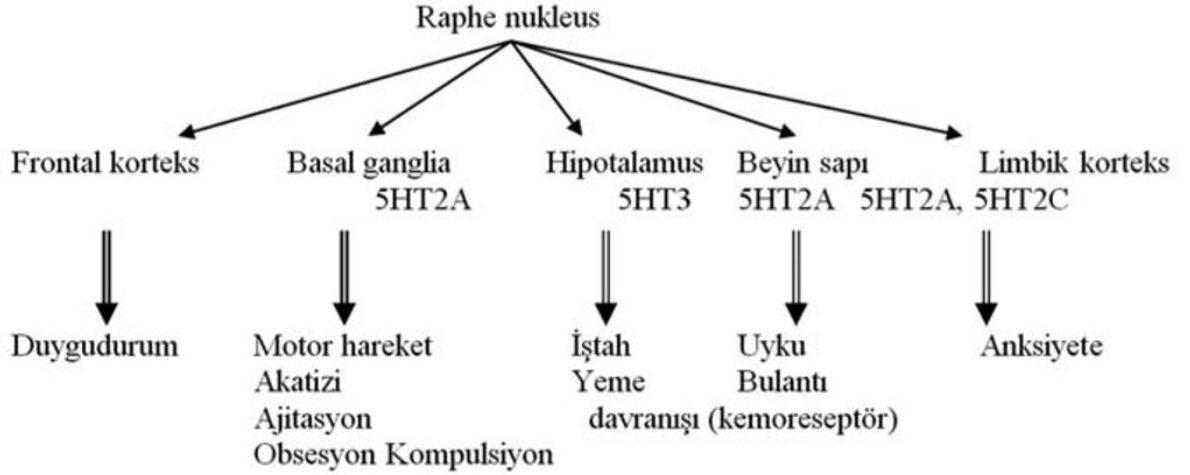 Raphe nukleus
Frontal korteks Basal ganglia Hipotalamus Beyin sapı Limbik korteks
5HT2A 5HT3 5HT2A 5HT2A, 5HT2C
Duygudurum Motor hareket İştah Uyku Anksiyete
Akatizi Yeme Bulantı
Ajitasyon davranışı (kemoreseptör)
Obsesyon Kompulsiyon